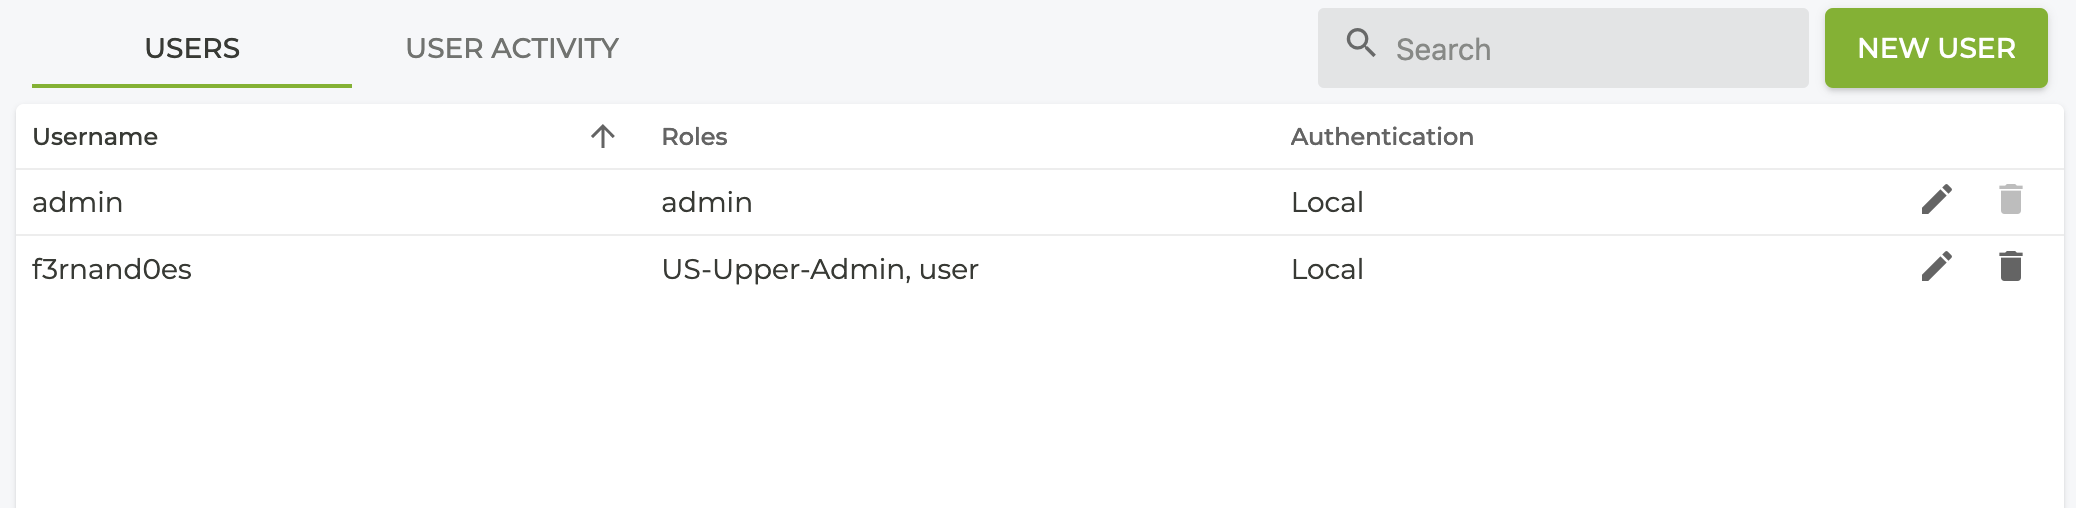 USERS USER ACTIVITY Search NEW USER
Username Roles Authentication
admin admin Local
f3rnand0es US-Upper-Admin, user Local